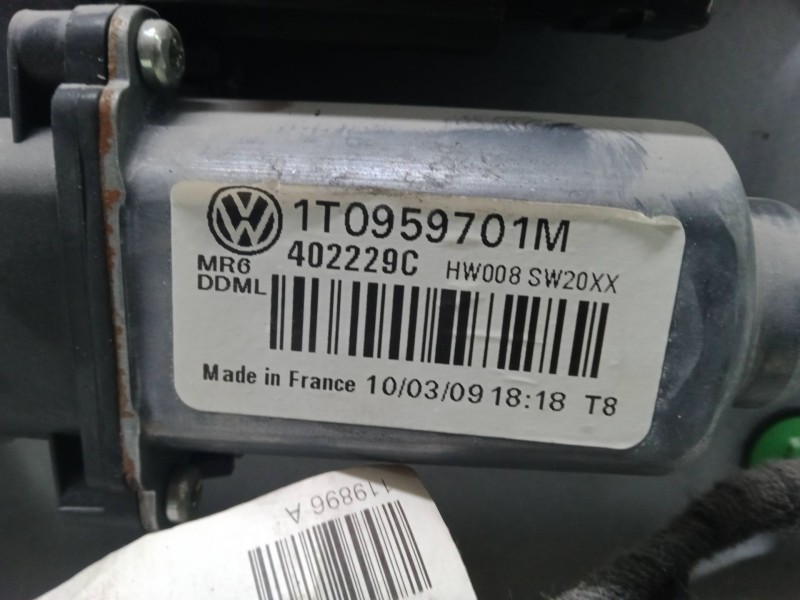 1T0959701M
402229C HW008 SW20XX
MR6
DDML
Made in France 10/03/09 18:18 T8
119896 A